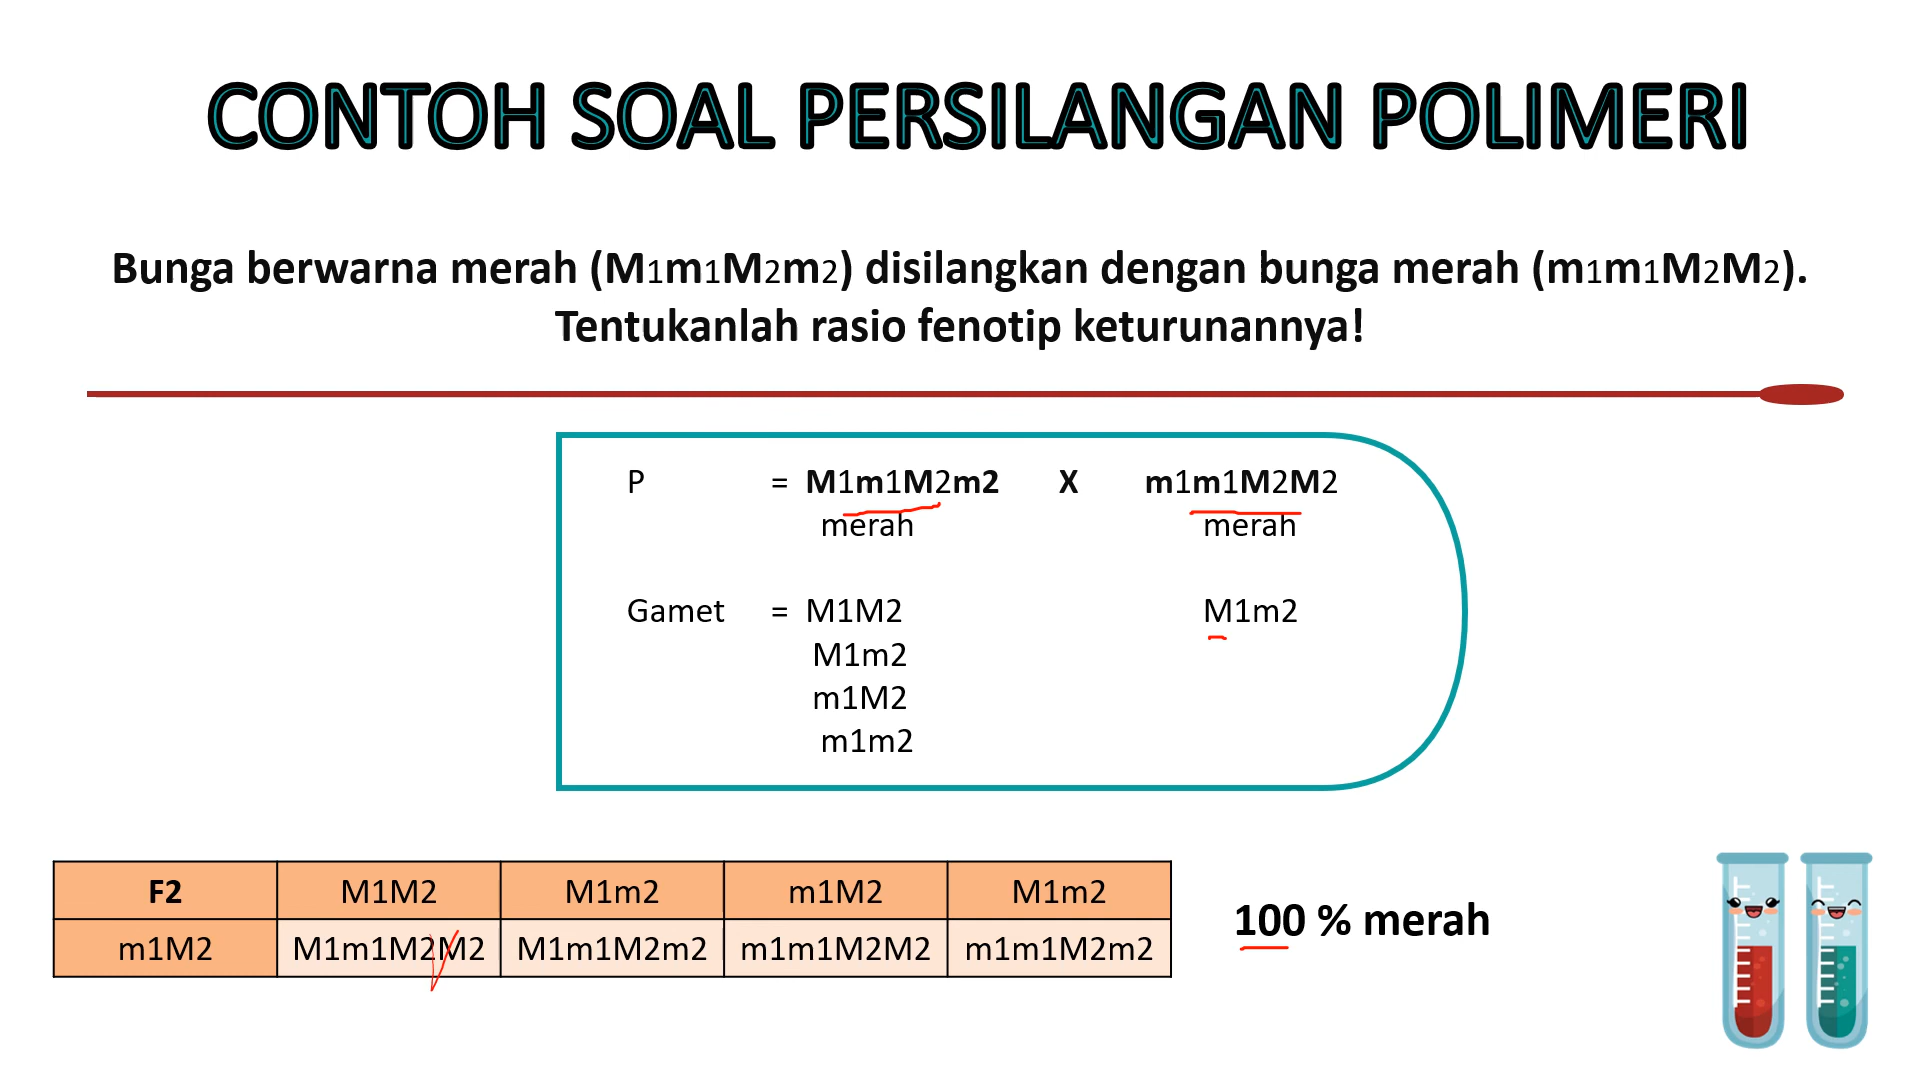 CONTOH SOAL PERSILANGAN POLIMERI
Bunga berwarna merah (M1m1M2m2) disilangkan dengan bunga merah (m1m1M2M2).
Tentukanlah rasio fenotip keturunannya!
P = M1m1M2m2 X m1m1M2M2
merah merah
Gamet = M1M2 M1m2
M1m2
m1M2
m1m2
F2 M1M2 M1m2 m1M2 M1m2
m1M2 M1m1M2M2 M1m1M2m2 m1m1M2M2 m1m1M2m2
100 % merah